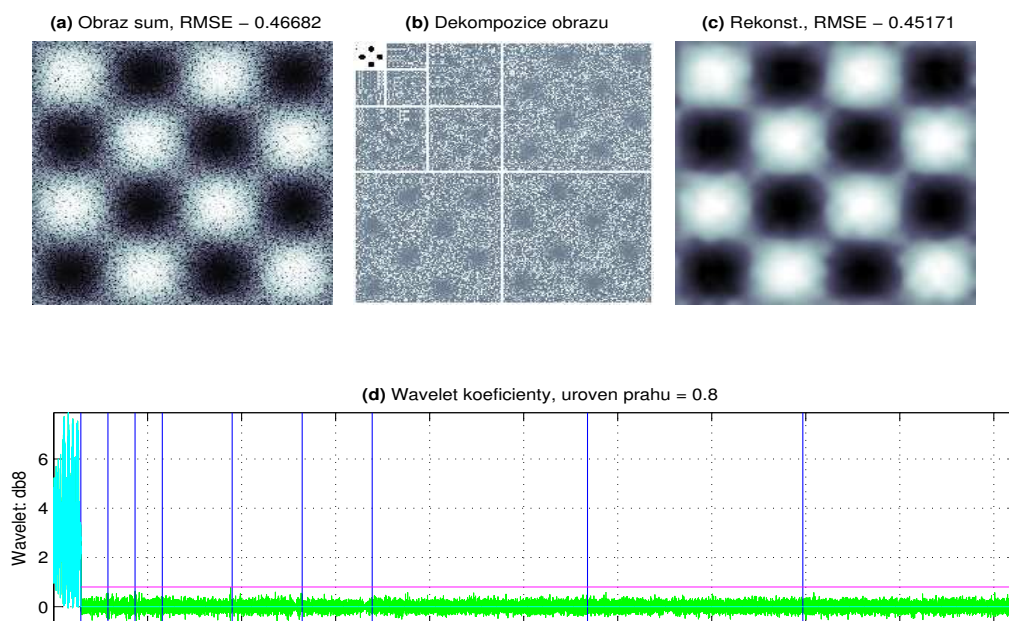 (a) Obraz sum, RMSE – 0.46682
(b) Dekompozice obrazu
(c) Rekonst., RMSE – 0.45171
(d) Wavelet koeficienty, uroven prahu = 0.8
Wavelet: db8
6
4
2
0